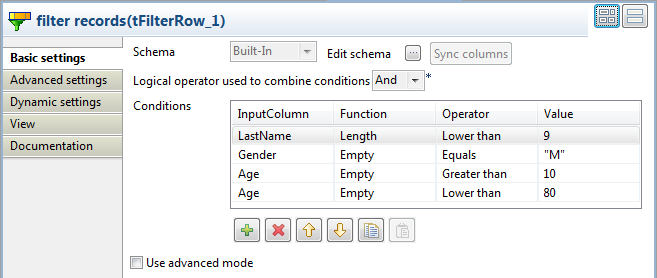 filter records(tFilterRow_1)
Basic settings
Advanced settings
Dynamic settings
View
Documentation
Schema Built-In Edit schema ... Sync columns
Logical operator used to combine conditions And *
Conditions
InputColumn Function Operator Value
LastName Length Lower than 9
Gender Empty Equals "M"
Age Empty Greater than 10
Age Empty Lower than 80
Use advanced mode